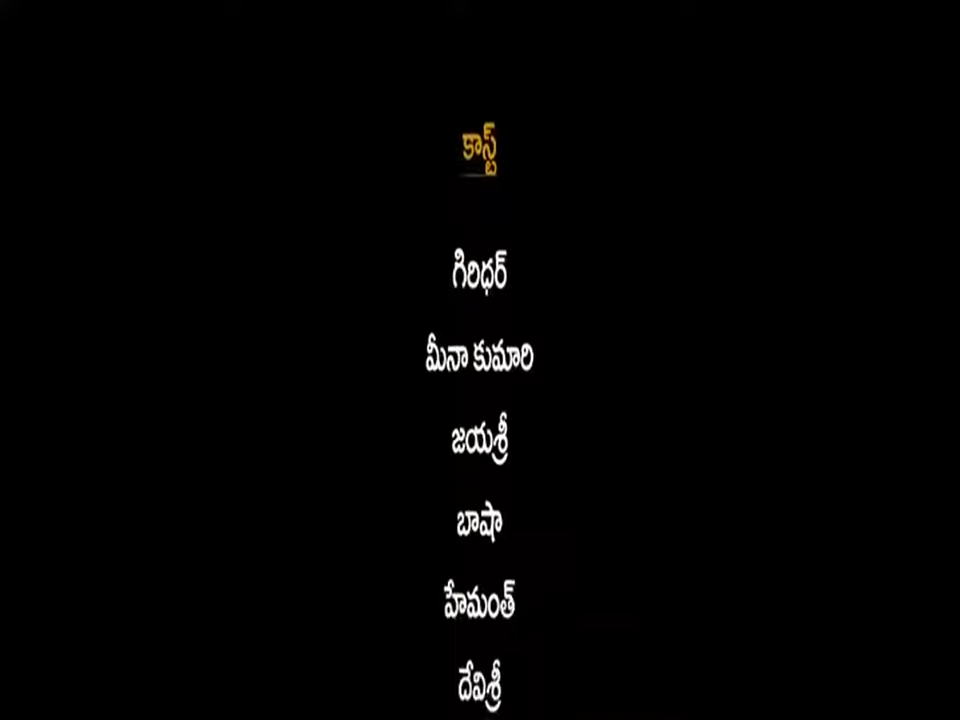 కాస్ట్
గిరిధర్
మీనా కుమారి
జయశ్రీ
బాషా
హేమంత్
దేవిశ్రీ